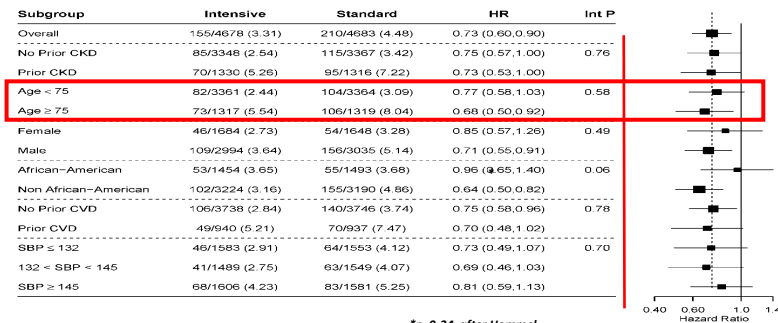 Subgroup Intensive Standard HR Int P
Overall 155/4678 (3.31) 210/4683 (4.48) 0.73 (0.60,0.90)
No Prior CKD 85/3348 (2.54) 115/3367 (3.42) 0.75 (0.57,1.00) 0.76
Prior CKD 70/1330 (5.26) 95/1316 (7.22) 0.73 (0.53,1.00)
Age < 75 82/3361 (2.44) 104/3364 (3.09) 0.77 (0.58,1.03) 0.58
Age ≥ 75 73/1317 (5.54) 106/1319 (8.04) 0.68 (0.50,0.92)
Female 46/1684 (2.73) 54/1648 (3.28) 0.85 (0.57,1.26) 0.49
Male 109/2994 (3.64) 156/3035 (5.14) 0.71 (0.55,0.91)
African−American 53/1454 (3.65) 55/1493 (3.68) 0.96 (0.65,1.40) 0.06
Non African−American 102/3224 (3.16) 155/3190 (4.86) 0.64 (0.50,0.82)
No Prior CVD 106/3738 (2.84) 140/3746 (3.74) 0.75 (0.58,0.96) 0.78
Prior CVD 49/940 (5.21) 70/937 (7.47) 0.70 (0.48,1.02)
SBP ≤ 132 46/1583 (2.91) 64/1553 (4.12) 0.73 (0.49,1.07) 0.70
132 < SBP < 145 41/1489 (2.75) 63/1549 (4.07) 0.69 (0.46,1.03)
SBP ≥ 145 68/1606 (4.23) 83/1581 (5.25) 0.81 (0.59,1.13)
0.40 0.60 1.0 1.4
Hazard Ratio